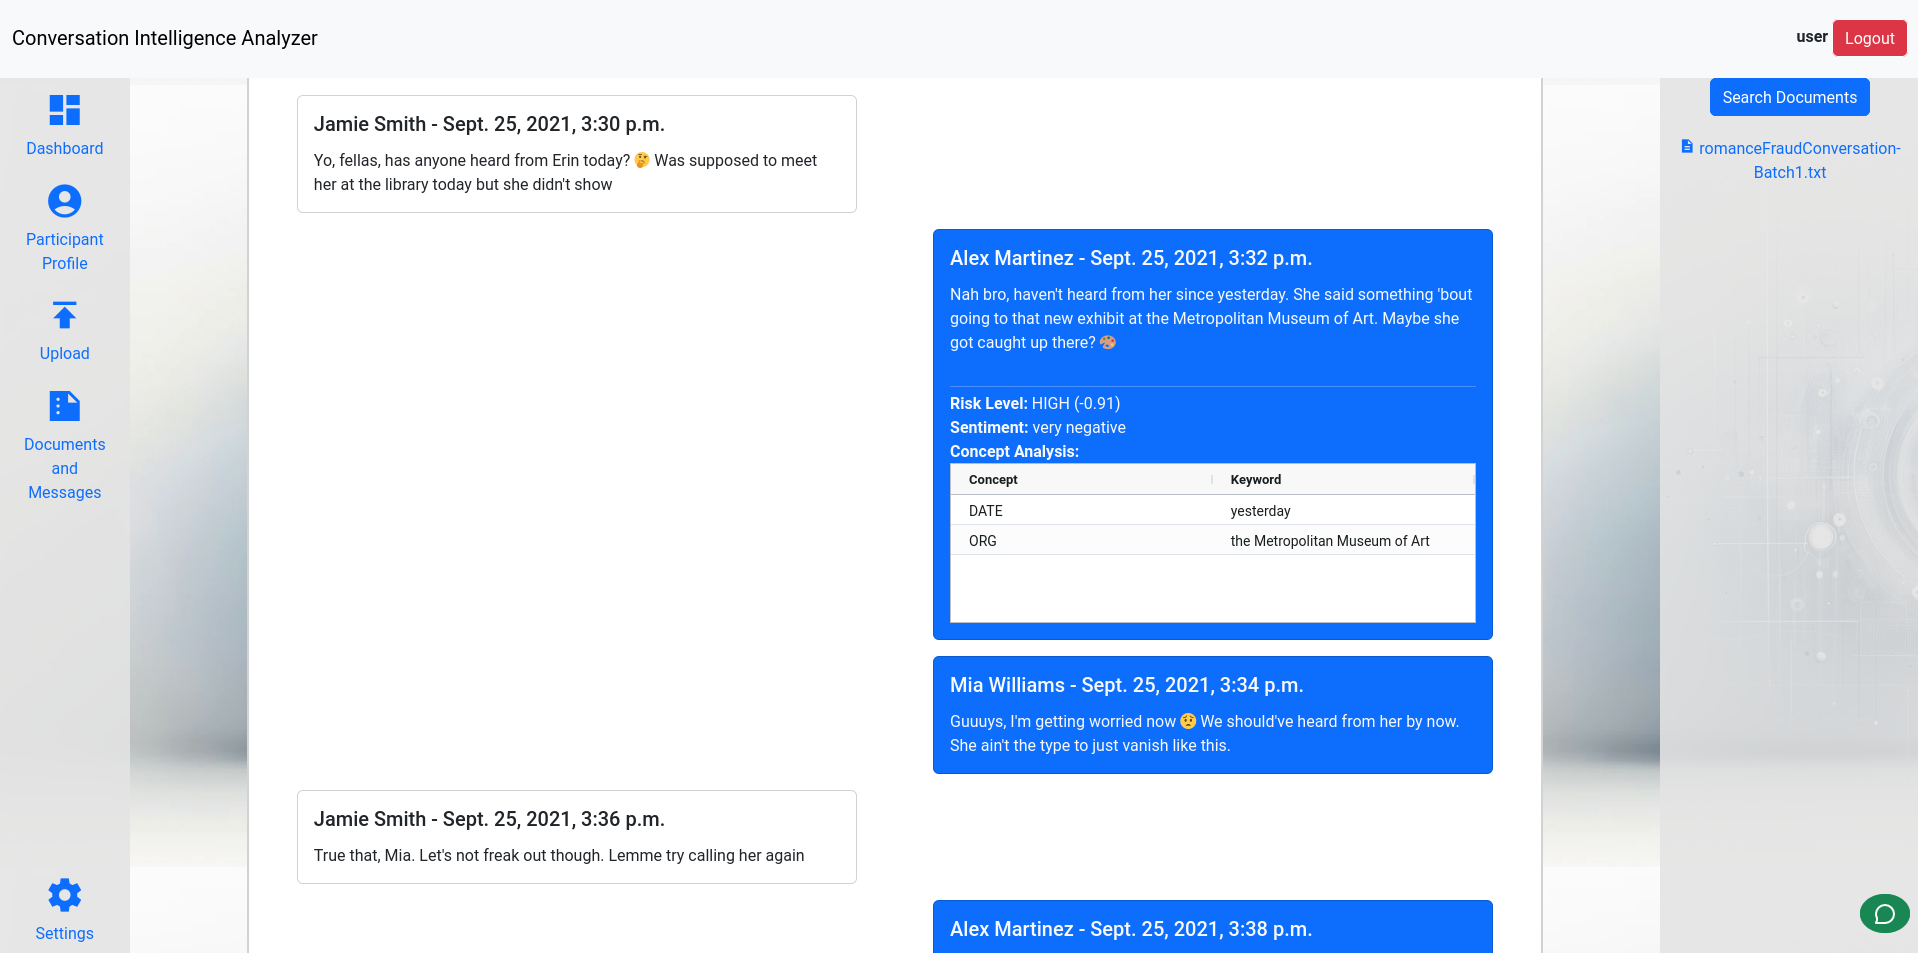 Conversation Intelligence Analyzer
user Logout
Dashboard
Participant
Profile
Upload
Documents
and
Messages
Settings
Jamie Smith - Sept. 25, 2021, 3:30 p.m.
Yo, fellas, has anyone heard from Erin today? 🤔 Was supposed to meet
her at the library today but she didn't show
Alex Martinez - Sept. 25, 2021, 3:32 p.m.
Nah bro, haven't heard from her since yesterday. She said something 'bout
going to that new exhibit at the Metropolitan Museum of Art. Maybe she
got caught up there? 🎨
Risk Level: HIGH (-0.91)
Sentiment: very negative
Concept Analysis:
Concept Keyword
DATE yesterday
ORG the Metropolitan Museum of Art
Mia Williams - Sept. 25, 2021, 3:34 p.m.
Guuuys, I'm getting worried now 😟 We should've heard from her by now.
She ain't the type to just vanish like this.
Jamie Smith - Sept. 25, 2021, 3:36 p.m.
True that, Mia. Let's not freak out though. Lemme try calling her again
Alex Martinez - Sept. 25, 2021, 3:38 p.m.
Search Documents
romanceFraudConversation-
Batch1.txt